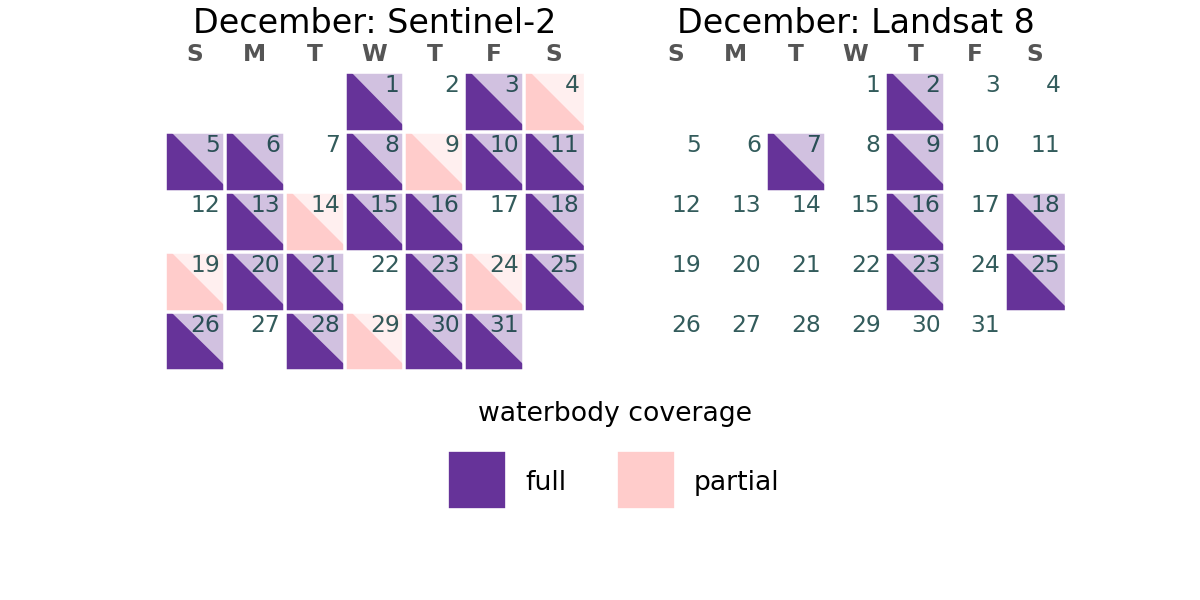 December: Sentinel-2
S M T W T F S
1 2 3 4
5 6 7 8 9 10 11
12 13 14 15 16 17 18
19 20 21 22 23 24 25
26 27 28 29 30 31
December: Landsat 8
S M T W T F S
1 2 3 4
5 6 7 8 9 10 11
12 13 14 15 16 17 18
19 20 21 22 23 24 25
26 27 28 29 30 31
waterbody coverage
full
partial